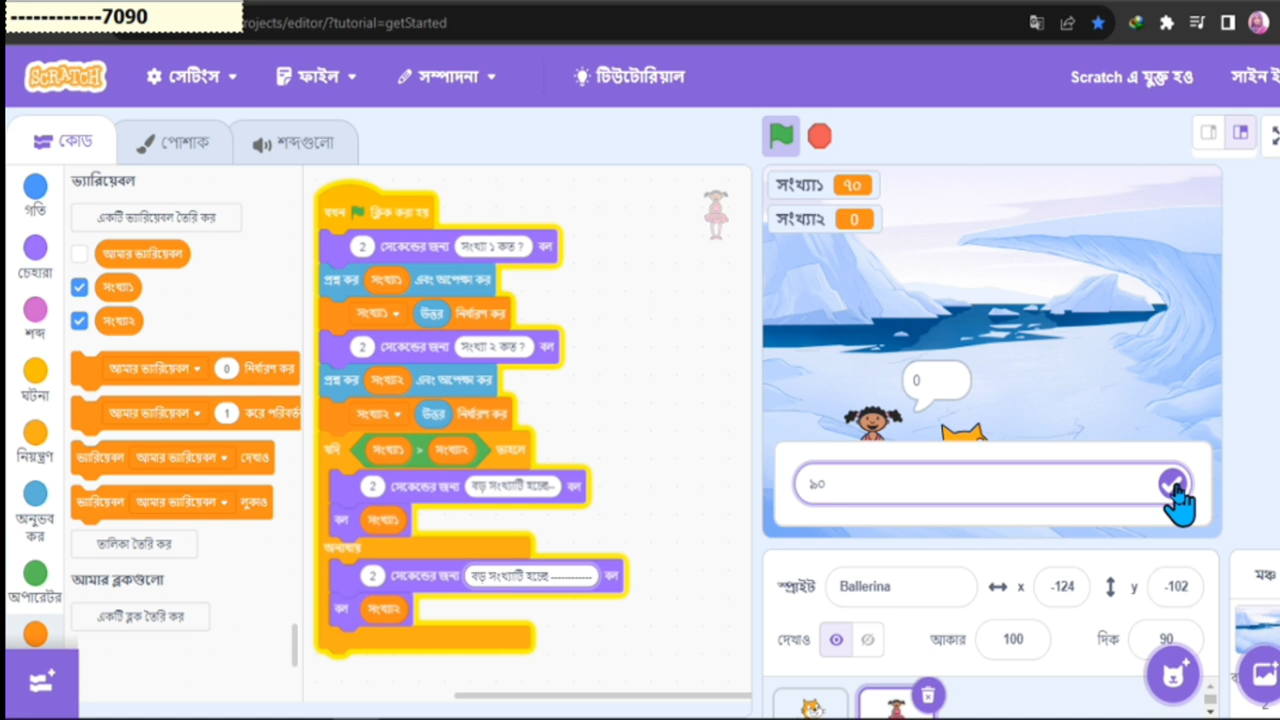 ------------7090
rojects/editor/?tutorial=getStarted
SCRATCH
সেটিংস
ফাইল
সম্পাদনা
টিউটোরিয়াল
Scratch এ যুক্ত হও
সাইন ই
কোড
পোশাক
শব্দগুলো
গতি
চেহারা
শব্দ
ঘটনা
নিয়ন্ত্রণ
অনুভব কর
অপারেটর
ভ্যারিয়েবল
একটি ভ্যারিয়েবল তৈরি কর
আমার ভ্যারিয়েবল
সংখ্যা১
সংখ্যা২
আমার ভ্যারিয়েবল 0 নির্ধারণ কর
আমার ভ্যারিয়েবল 1 করে পরিবর্ত
ভ্যারিয়েবল আমার ভ্যারিয়েবল দেখাও
ভ্যারিয়েবল আমার ভ্যারিয়েবল লুকাও
তালিকা তৈরি কর
আমার ব্লকগুলো
একটি ব্লক তৈরি কর
যখন ক্লিক করা হয়
2 সেকেন্ডের জন্য সংখ্যা ১ কত ? বল
প্রশ্ন কর সংখ্যা১ এবং অপেক্ষা কর
সংখ্যা১ উত্তর নির্ধারণ কর
2 সেকেন্ডের জন্য সংখ্যা ২ কত ? বল
প্রশ্ন কর সংখ্যা২ এবং অপেক্ষা কর
সংখ্যা২ উত্তর নির্ধারণ কর
যদি সংখ্যা১ > সংখ্যা২ তাহলে
2 সেকেন্ডের জন্য বড় সংখ্যাটি হচ্ছে-- বল
বল সংখ্যা১
অন্যথায়
2 সেকেন্ডের জন্য বড় সংখ্যাটি হচ্ছে ----------- বল
বল সংখ্যা২
সংখ্যা১ ৭০
সংখ্যা২ 0
0
৯০
স্প্রাইট Ballerina x -124 y -102
দেখাও আকার 100 দিক 90
মঞ্চ
2